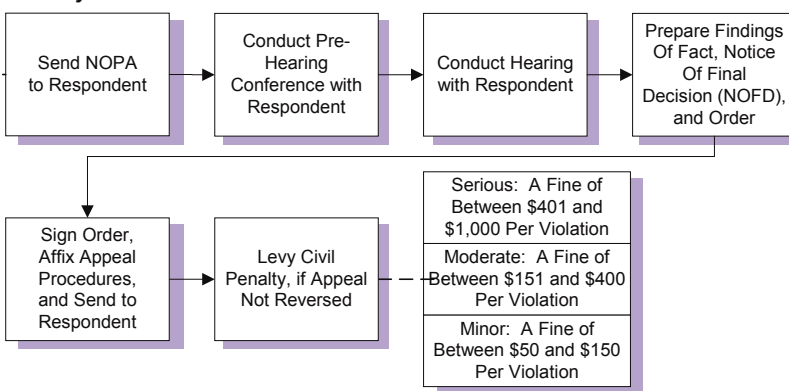 Send NOPA
to Respondent
Conduct Pre-
Hearing
Conference with
Respondent
Conduct Hearing
with Respondent
Prepare Findings
Of Fact, Notice
Of Final
Decision (NOFD),
and Order
Sign Order,
Affix Appeal
Procedures,
and Send to
Respondent
Levy Civil
Penalty, if Appeal
Not Reversed
Serious: A Fine of
Between $401 and
$1,000 Per Violation
Moderate: A Fine of
Between $151 and $400
Per Violation
Minor: A Fine of
Between $50 and $150
Per Violation